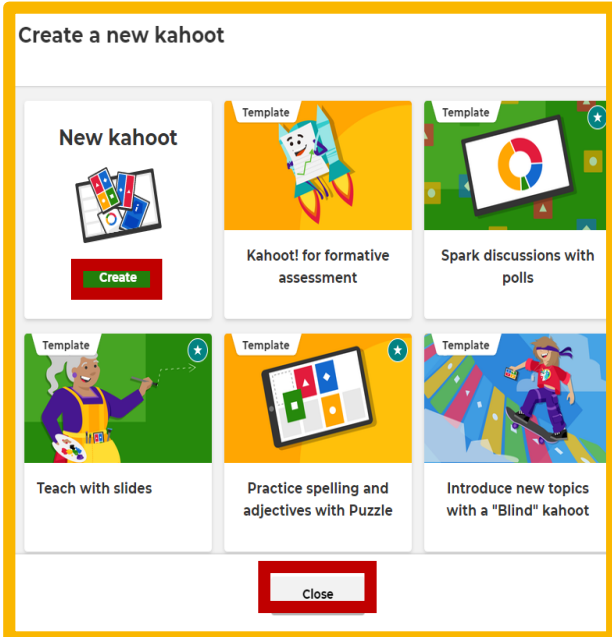 Create a new kahoot
New kahoot
Create
Template
Kahoot! for formative
assessment
Template
Spark discussions with
polls
Template
Teach with slides
Template
Practice spelling and
adjectives with Puzzle
Template
Introduce new topics
with a "Blind" kahoot
Close